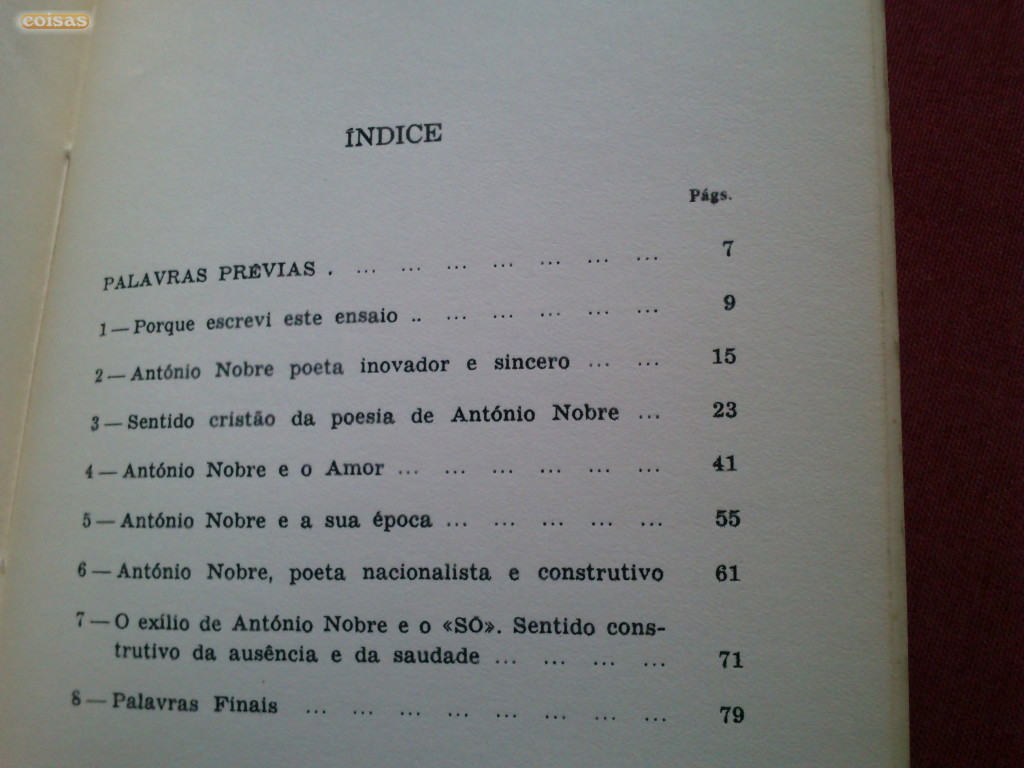 coisas
ÍNDICE
Págs.
PALAVRAS PRÉVIAS . ... ... ... ... ... ... ... 7
1 — Porque escrevi este ensaio .. ... ... ... ... ... 9
2 — António Nobre poeta inovador e sincero ... ... 15
3 — Sentido cristão da poesia de António Nobre ... 23
4 — António Nobre e o Amor ... ... ... ... ... ... 41
5 — António Nobre e a sua época ... ... ... ... ... 55
6 — António Nobre, poeta nacionalista e construtivo 61
7 — O exílio de António Nobre e o «SÓ». Sentido cons-
trutivo da ausência e da saudade ... ... ... ... 71
8 — Palavras Finais ... ... ... ... ... ... ... ... 79